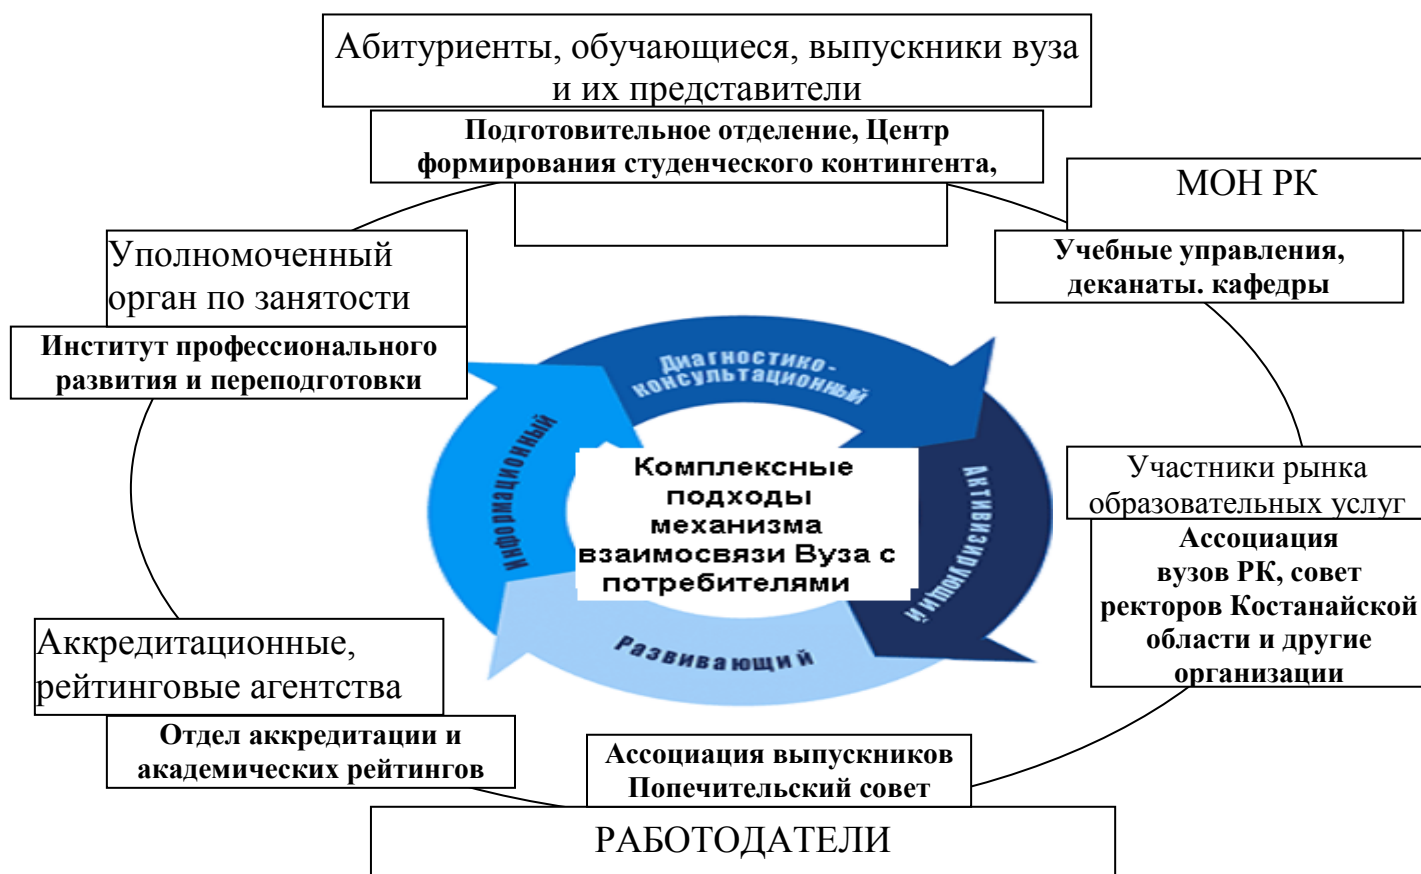 Абитуриенты, обучающиеся, выпускники вуза
и их представители
Подготовительное отделение, Центр
формирования студенческого контингента,
МОН РК
Учебные управления,
деканаты. кафедры
Уполномоченный
орган по занятости
Институт профессионального
развития и переподготовки
Диагностико-
консультационный
Информационный
Активизирующий
Развивающий
Комплексные
подходы
механизма
взаимосвязи Вуза с
потребителями
Участники рынка
образовательных услуг
Ассоциация
вузов РК, совет
ректоров Костанайской
области и другие
организации
Аккредитационные,
рейтинговые агентства
Отдел аккредитации и
академических рейтингов
Ассоциация выпускников
Попечительский совет
РАБОТОДАТЕЛИ